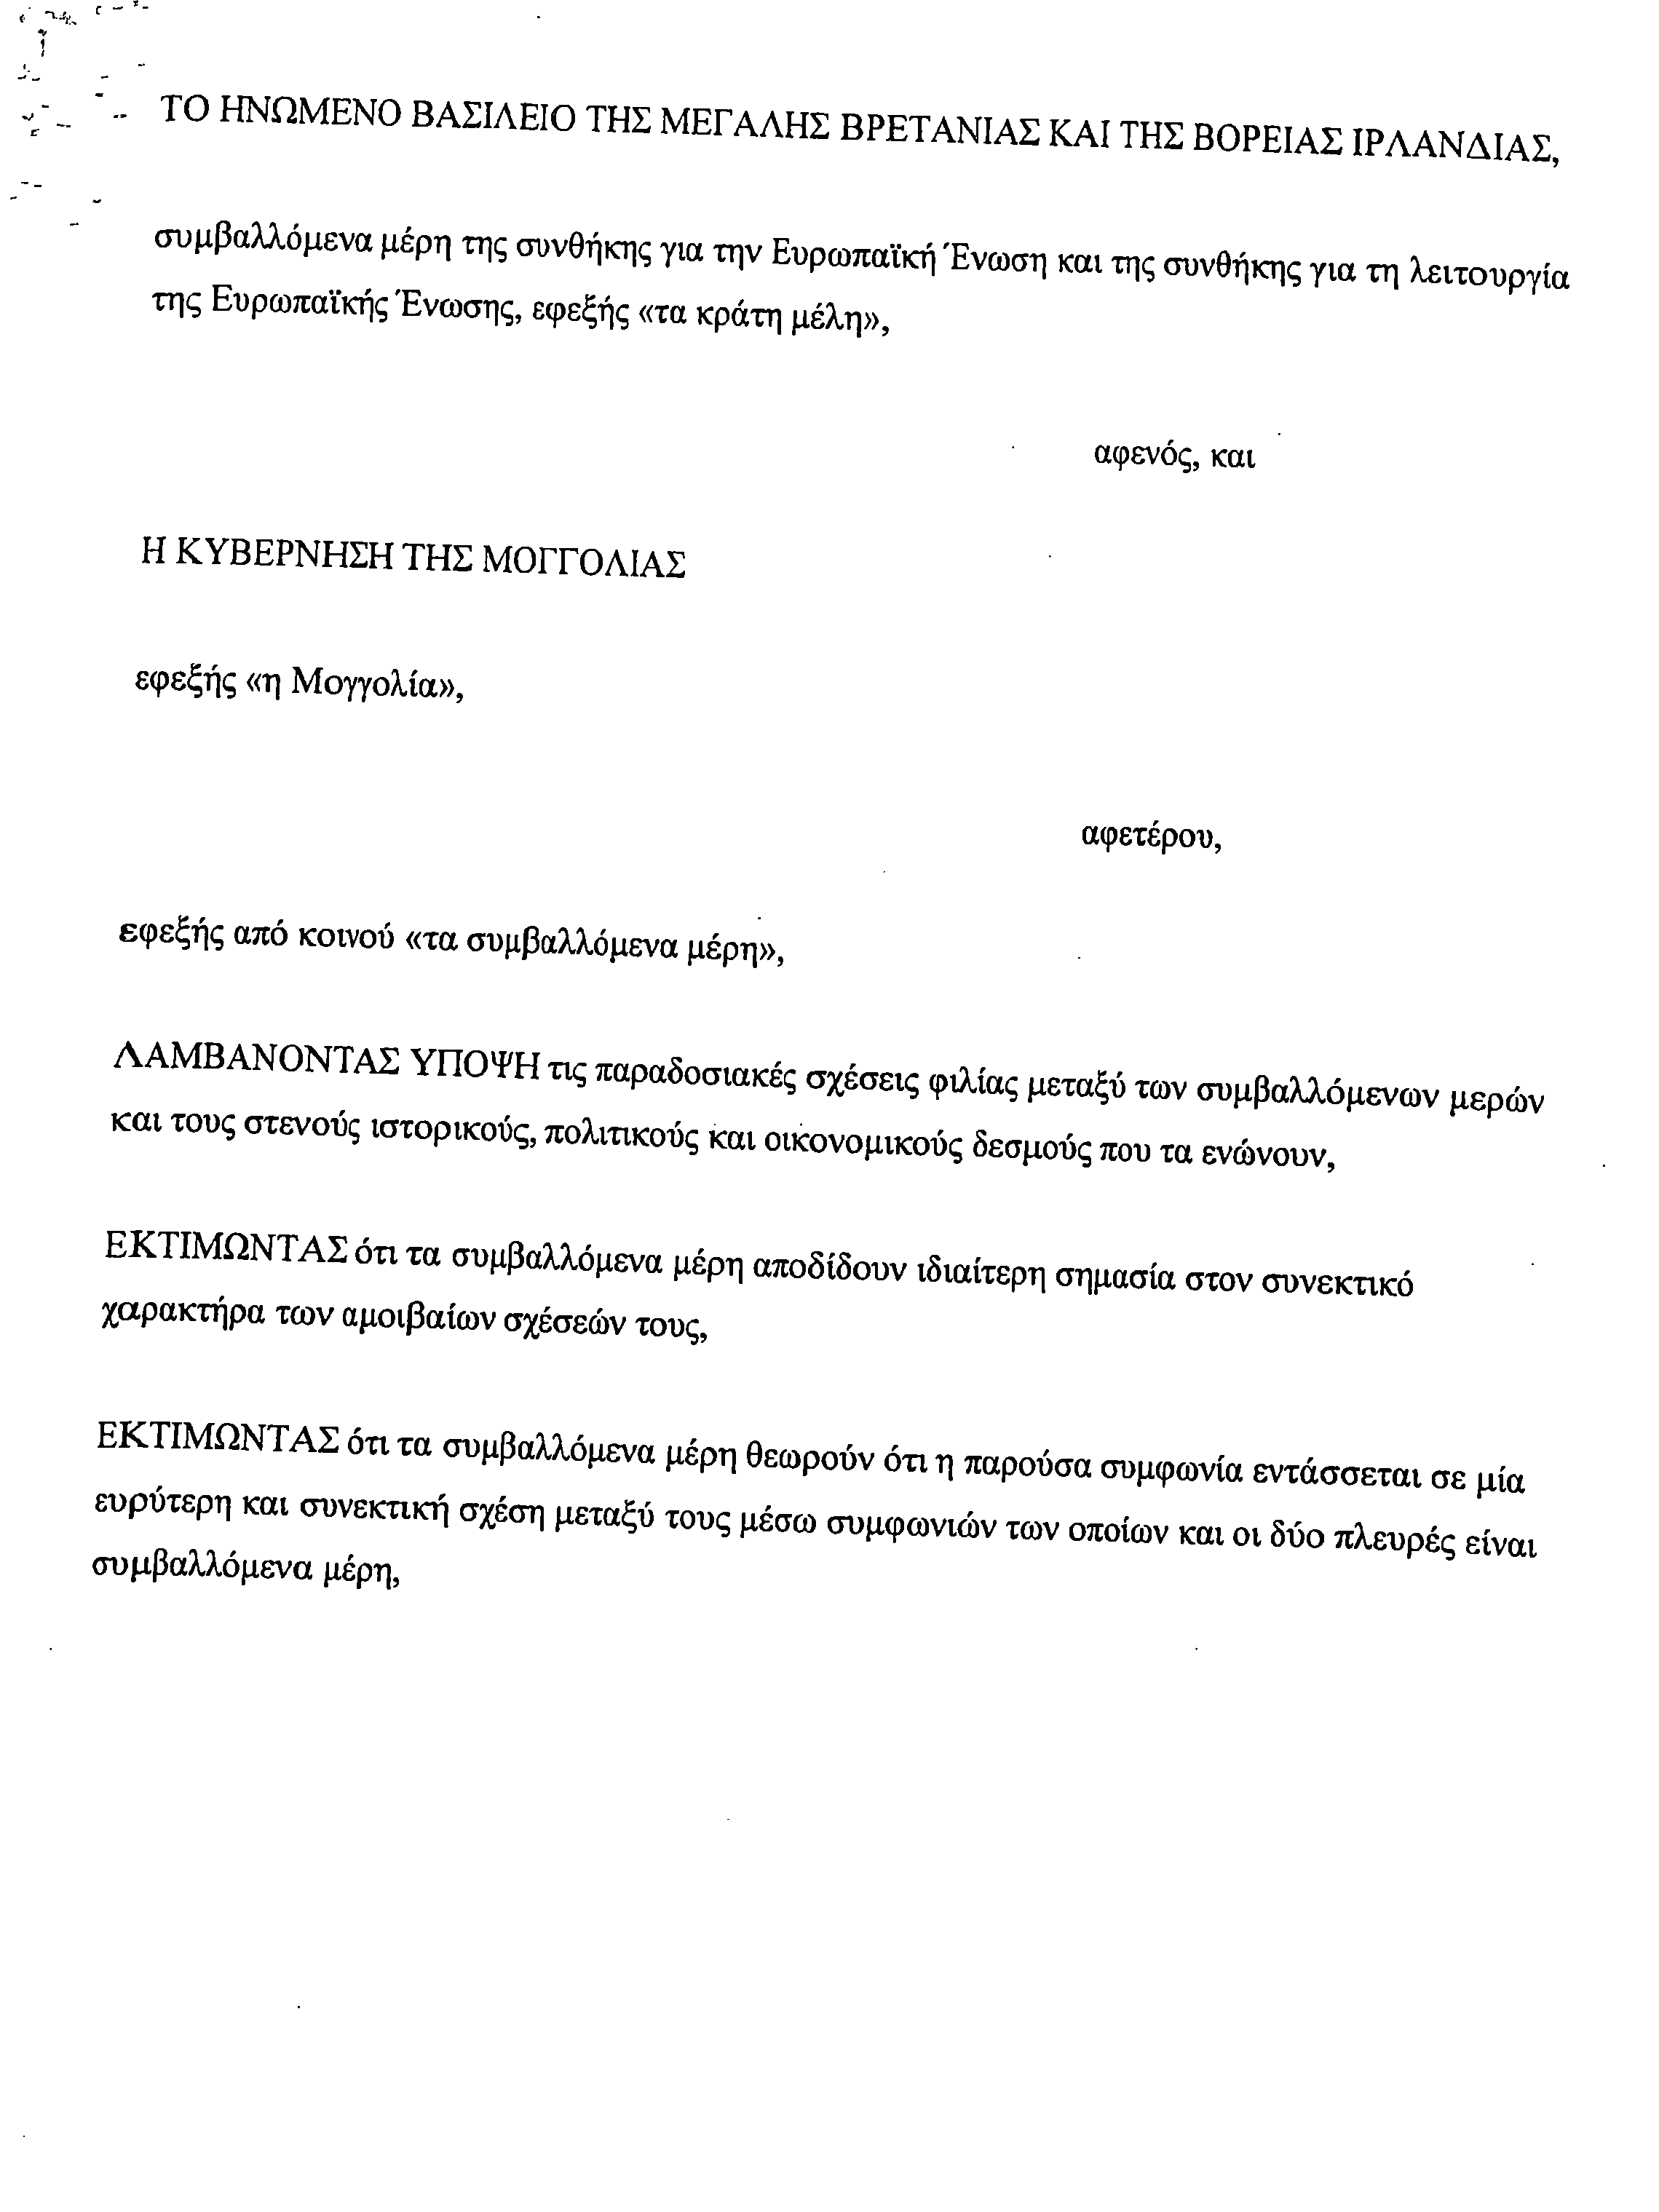 ΤΟ ΗΝΩΜΕΝΟ ΒΑΣΙΛΕΙΟ ΤΗΣ ΜΕΓΑΛΗΣ ΒΡΕΤΑΝΙΑΣ ΚΑΙ ΤΗΣ ΒΟΡΕΙΑΣ ΙΡΛΑΝΔΙΑΣ,
συμβαλλόμενα μέρη της συνθήκης για την Ευρωπαϊκή Ένωση και της συνθήκης για τη λειτουργία
της Ευρωπαϊκής Ένωσης, εφεξής «τα κράτη μέλη»,
αφενός, και
Η ΚΥΒΕΡΝΗΣΗ ΤΗΣ ΜΟΓΓΟΛΙΑΣ
εφεξής «η Μογγολία»,
αφετέρου,
εφεξής από κοινού «τα συμβαλλόμενα μέρη»,
ΛΑΜΒΑΝΟΝΤΑΣ ΥΠΟΨΗ τις παραδοσιακές σχέσεις φιλίας μεταξύ των συμβαλλόμενων μερών
και τους στενούς ιστορικούς, πολιτικούς και οικονομικούς δεσμούς που τα ενώνουν,
ΕΚΤΙΜΩΝΤΑΣ ότι τα συμβαλλόμενα μέρη αποδίδουν ιδιαίτερη σημασία στον συνεκτικό
χαρακτήρα των αμοιβαίων σχέσεών τους,
ΕΚΤΙΜΩΝΤΑΣ ότι τα συμβαλλόμενα μέρη θεωρούν ότι η παρούσα συμφωνία εντάσσεται σε μία
ευρύτερη και συνεκτική σχέση μεταξύ τους μέσω συμφωνιών των οποίων και οι δύο πλευρές είναι
συμβαλλόμενα μέρη,